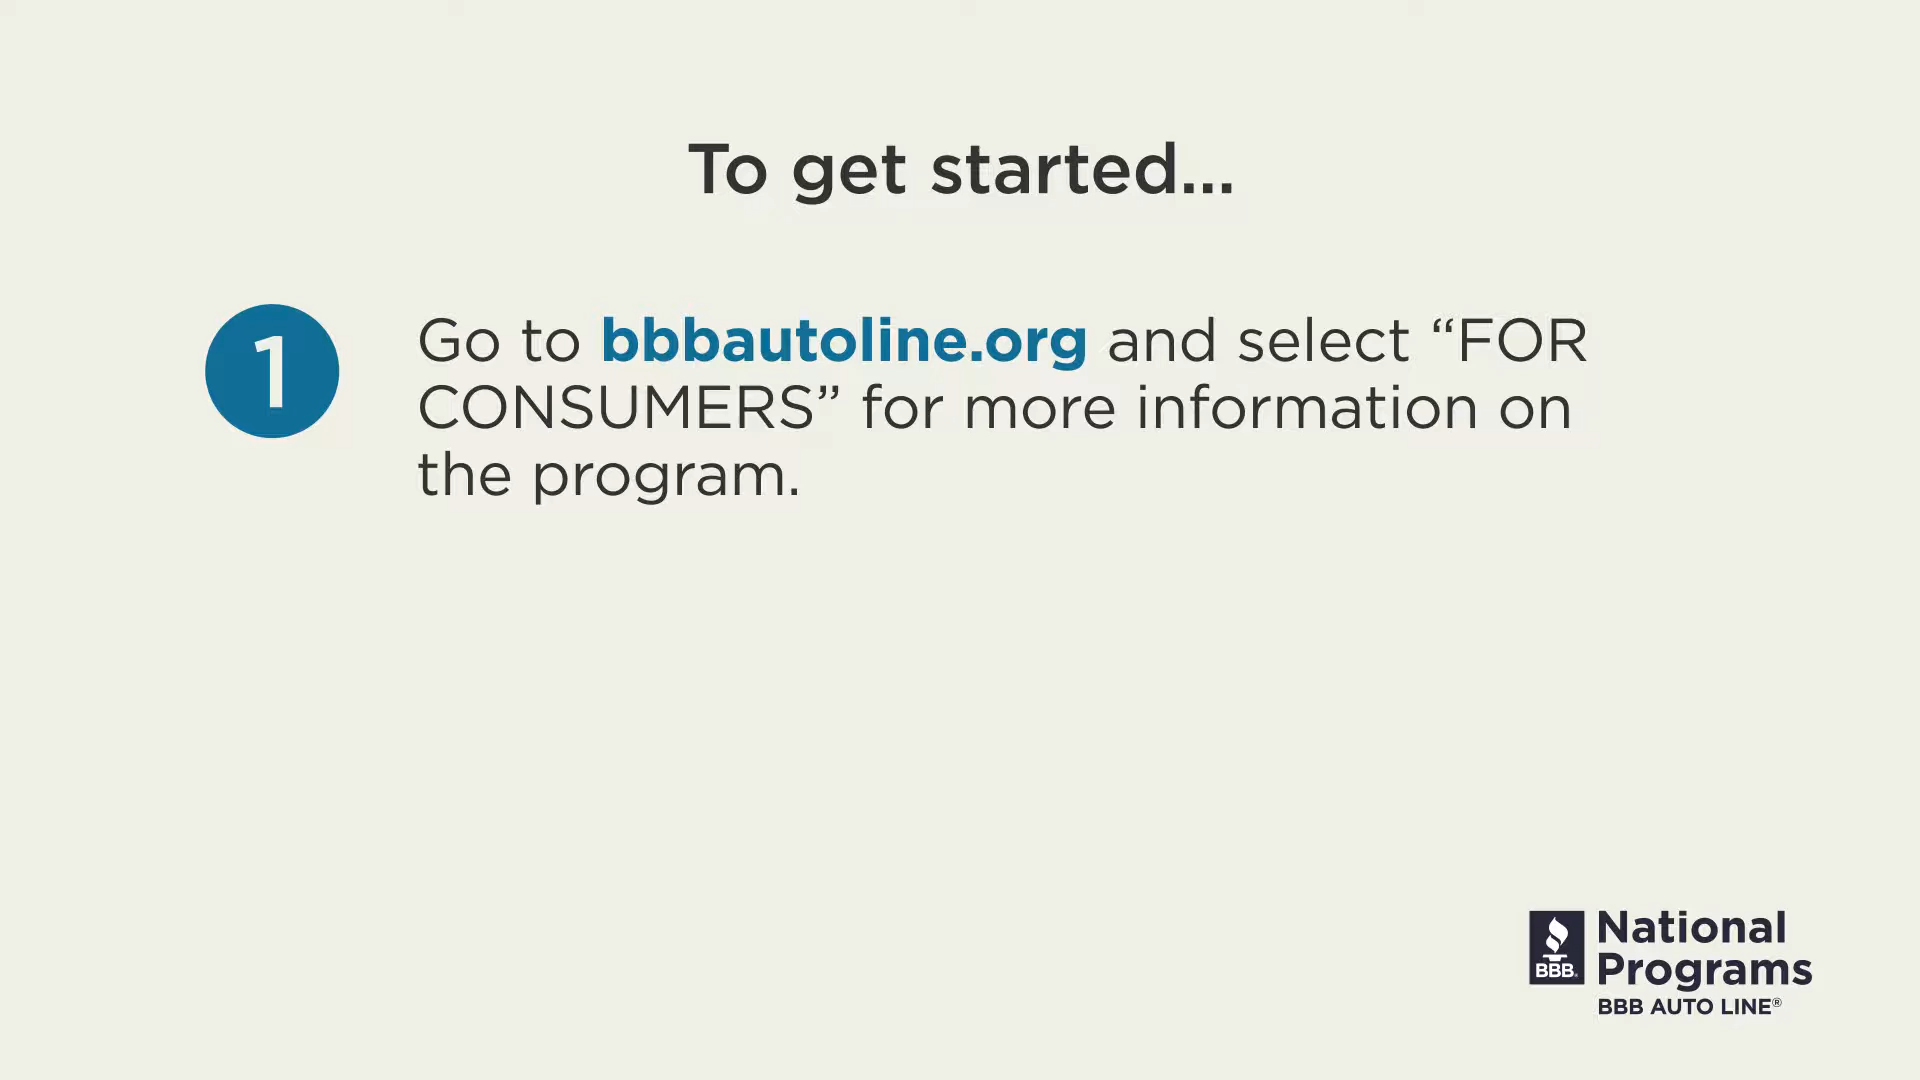 To get started...
1
Go to bbbautoline.org and select “FOR
CONSUMERS” for more information on
the program.
BBB®
National
Programs
BBB AUTO LINE®